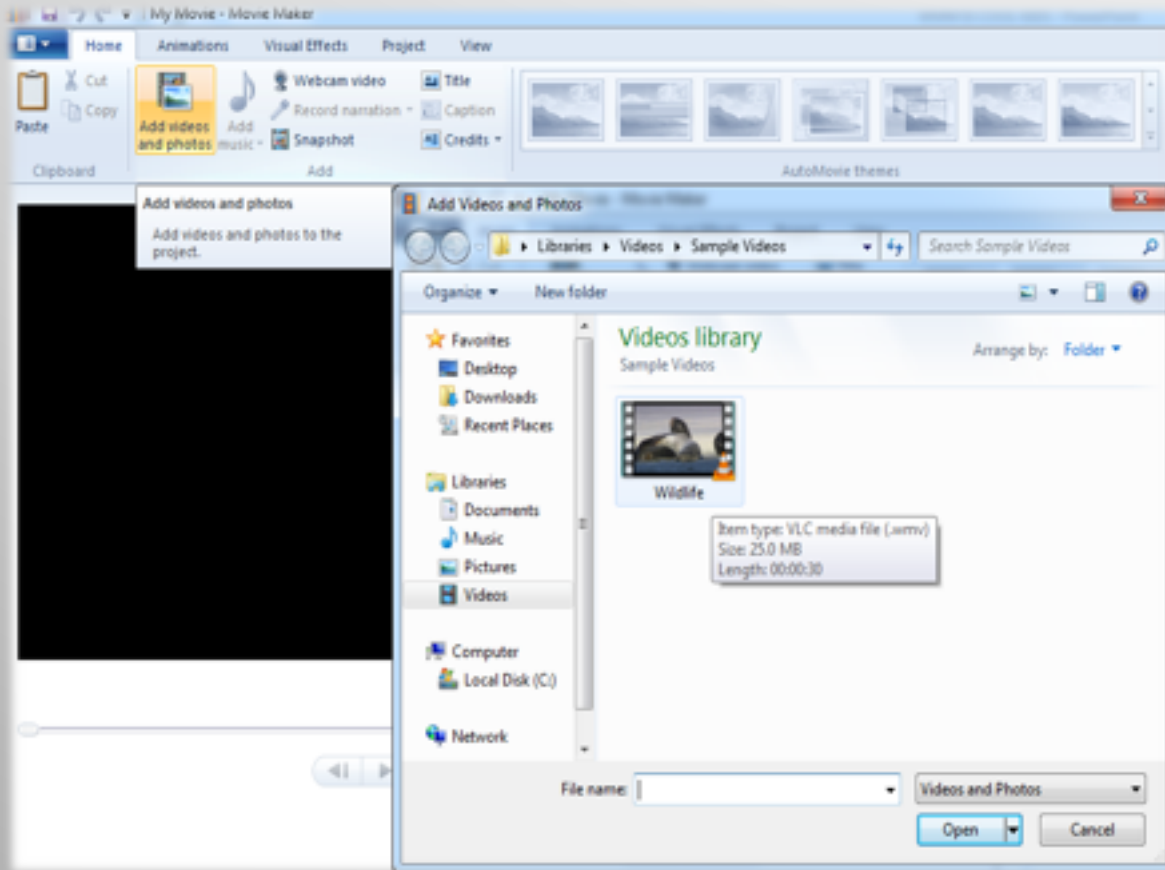 My Movie - Movie Maker
Home Animations Visual Effects Project View
Paste
Cut
Copy
Clipboard
Add videos
and photos
Add
music
Webcam video
Record narration
Snapshot
Title
Caption
Credits
Add
AutoMovie themes
Add videos and photos
Add videos and photos to the
project.
Add Videos and Photos
Libraries Videos Sample Videos
Search Sample Videos
Organize New folder
Favorites
Desktop
Downloads
Recent Places
Libraries
Documents
Music
Pictures
Videos
Computer
Local Disk (C:)
Network
Videos library
Sample Videos
Arrange by: Folder
Wildlife
Item type: VLC media file (.wmv)
Size: 25.0 MB
Length: 00:00:30
File name:
Videos and Photos
Open
Cancel